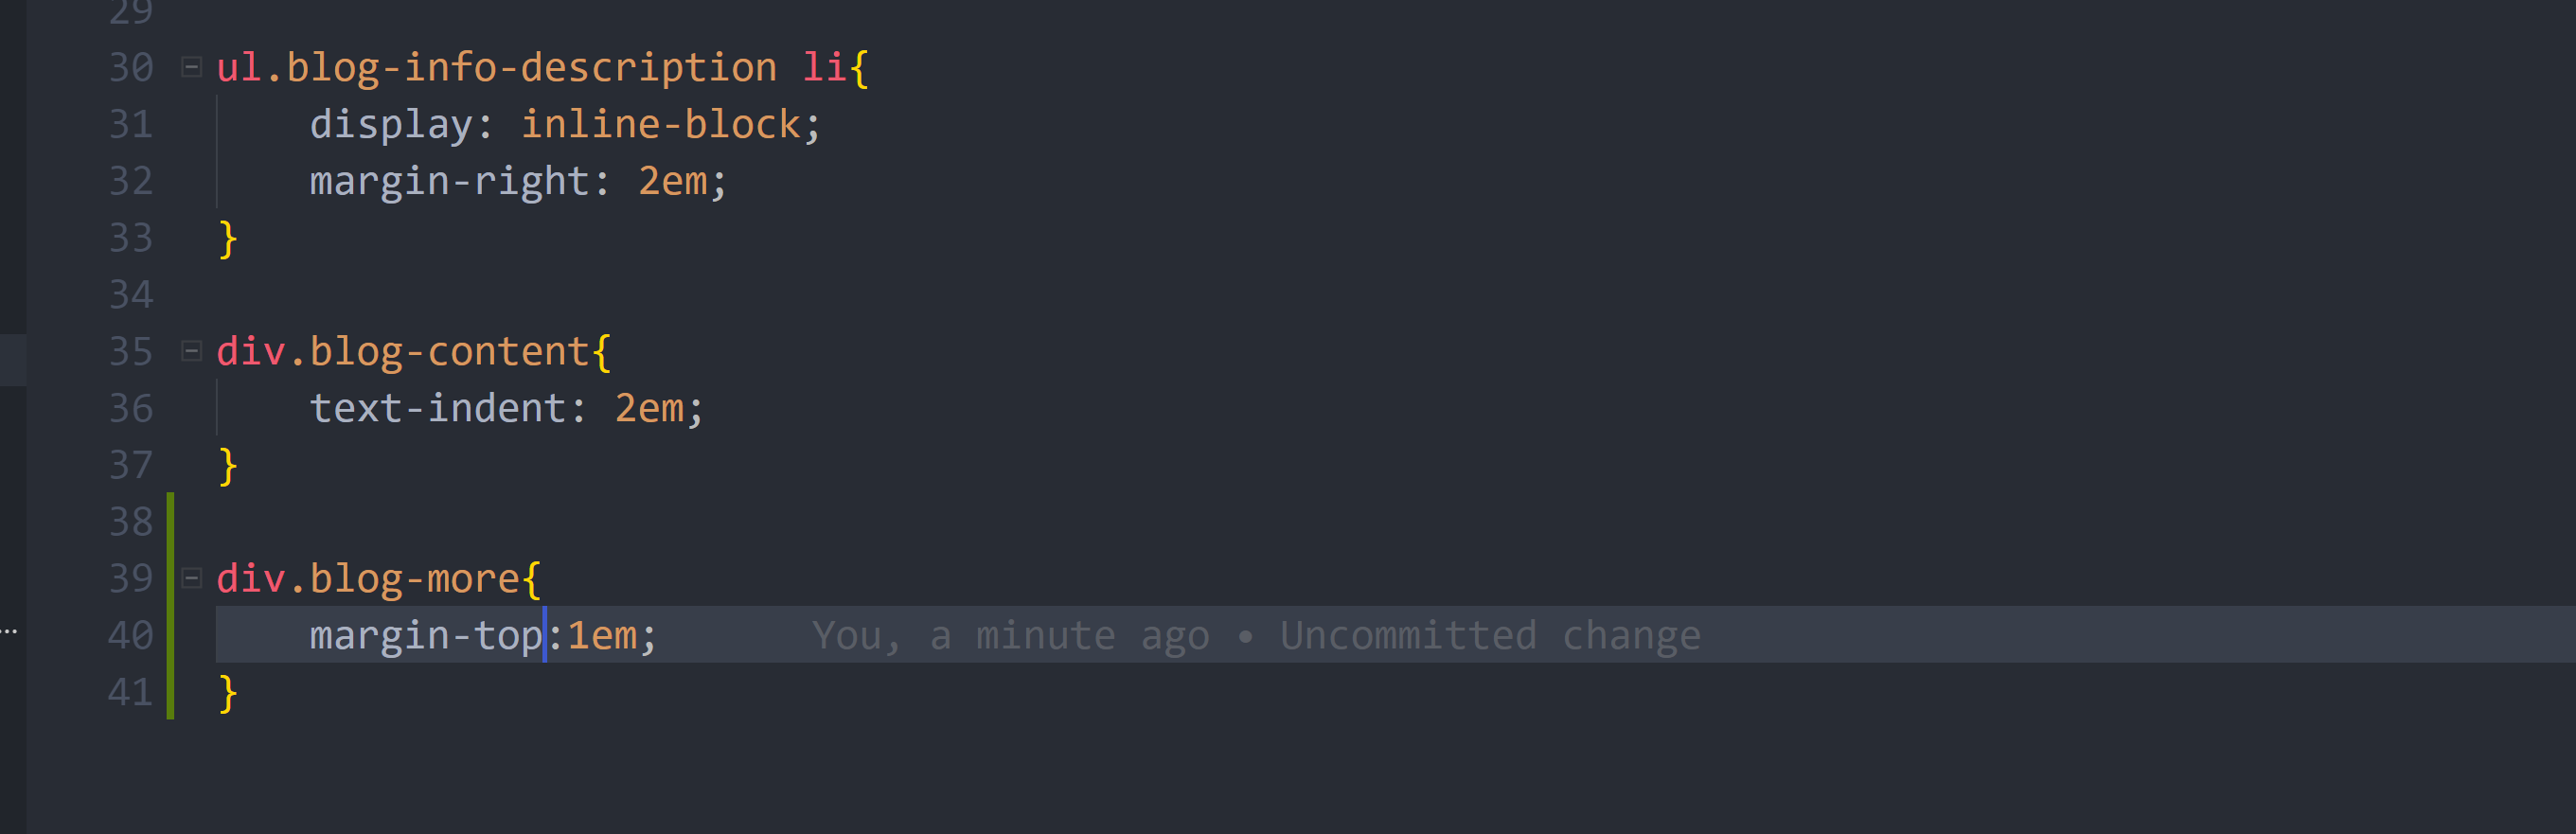 29
30 ul.blog-info-description li{
31     display: inline-block;
32     margin-right: 2em;
33 }
34
35 div.blog-content{
36     text-indent: 2em;
37 }
38
39 div.blog-more{
40     margin-top:1em;      You, a minute ago • Uncommitted change
41 }